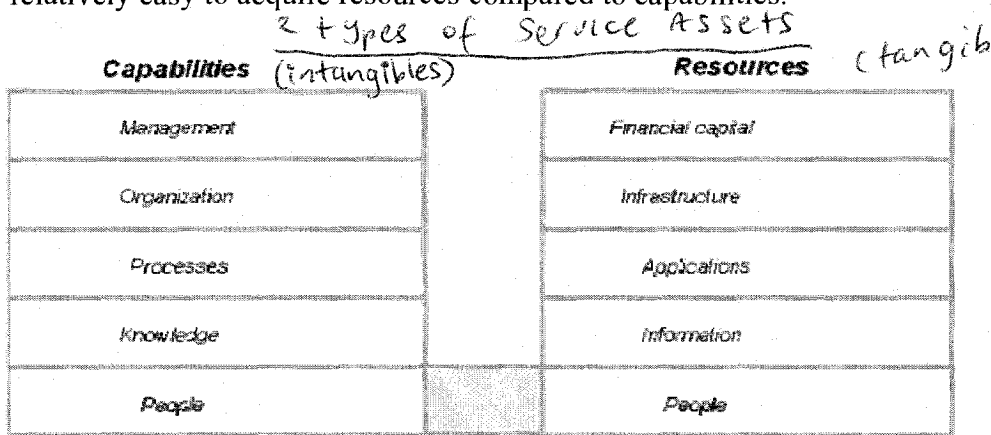 relatively easy to acquire resources compared to capabilities.
2 types of Service Assets
Capabilities (intangibles) Resources (tangib
Management Financial capital
Organization Infrastructure
Processes Applications
Knowledge Information
People People